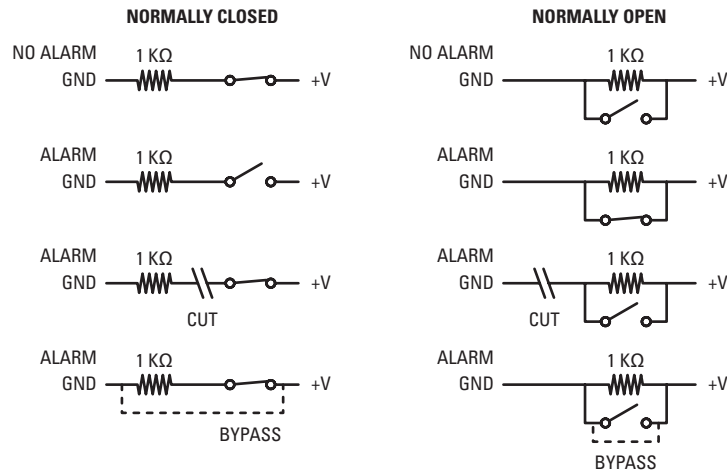 NORMALLY CLOSED
NO ALARM
1 KΩ
GND
+V
ALARM
1 KΩ
GND
+V
ALARM
1 KΩ
GND
+V
CUT
ALARM
1 KΩ
GND
+V
BYPASS
NORMALLY OPEN
NO ALARM
1 KΩ
GND
+V
ALARM
1 KΩ
GND
+V
ALARM
1 KΩ
GND
+V
CUT
ALARM
1 KΩ
GND
+V
BYPASS